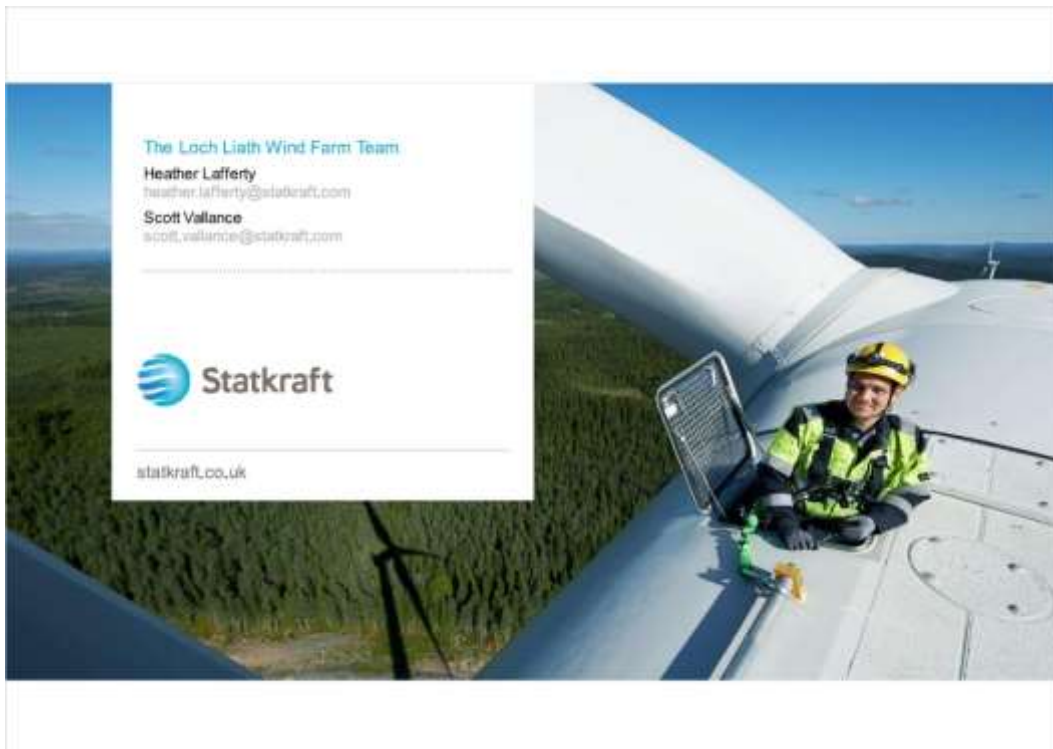 The Loch Liath Wind Farm Team
Heather Lafferty
heather.lafferty@statkraft.com
Scott Vallance
scott.vallance@statkraft.com
Statkraft
statkraft.co.uk